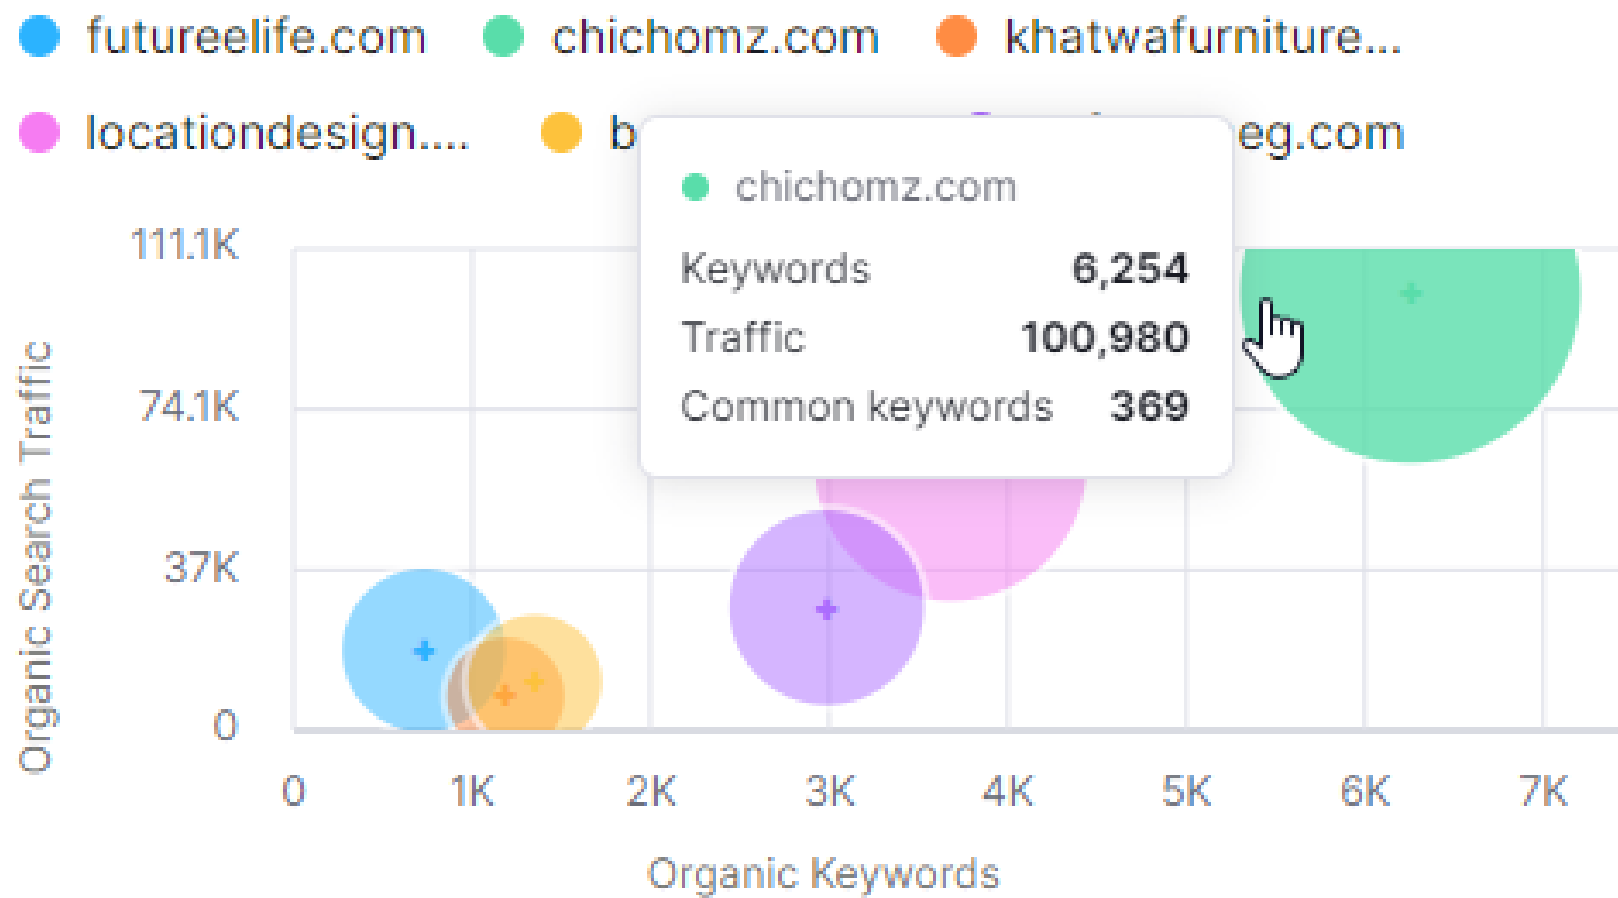 futureelife.com chichomz.com khatwafurniture...
locationdesign.... b eg.com
chichomz.com
Keywords 6,254
Traffic 100,980
Common keywords 369
111.1K
74.1K
37K
0
Organic Search Traffic
0 1K 2K 3K 4K 5K 6K 7K
Organic Keywords